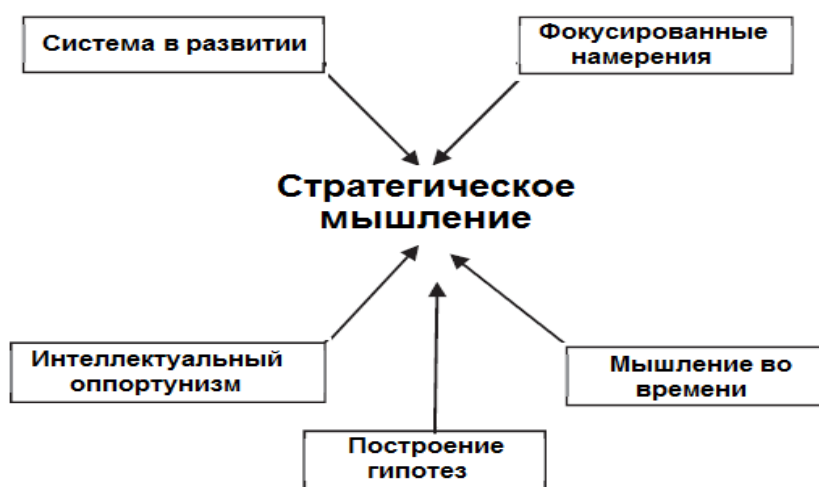 Система в развитии
Фокусированные
намерения
Стратегическое
мышление
Интеллектуальный
оппортунизм
Мышление во
времени
Построение
гипотез